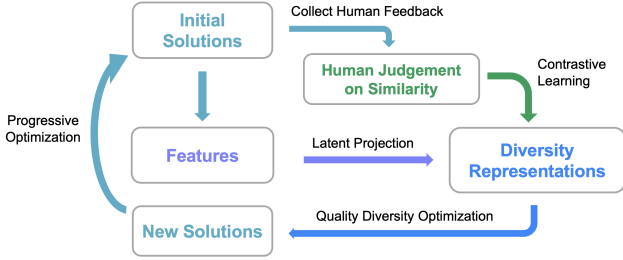 Collect Human Feedback
Initial
Solutions
Human Judgement
on Similarity
Contrastive
Learning
Progressive
Optimization
Features
Latent Projection
Diversity
Representations
New Solutions
Quality Diversity Optimization